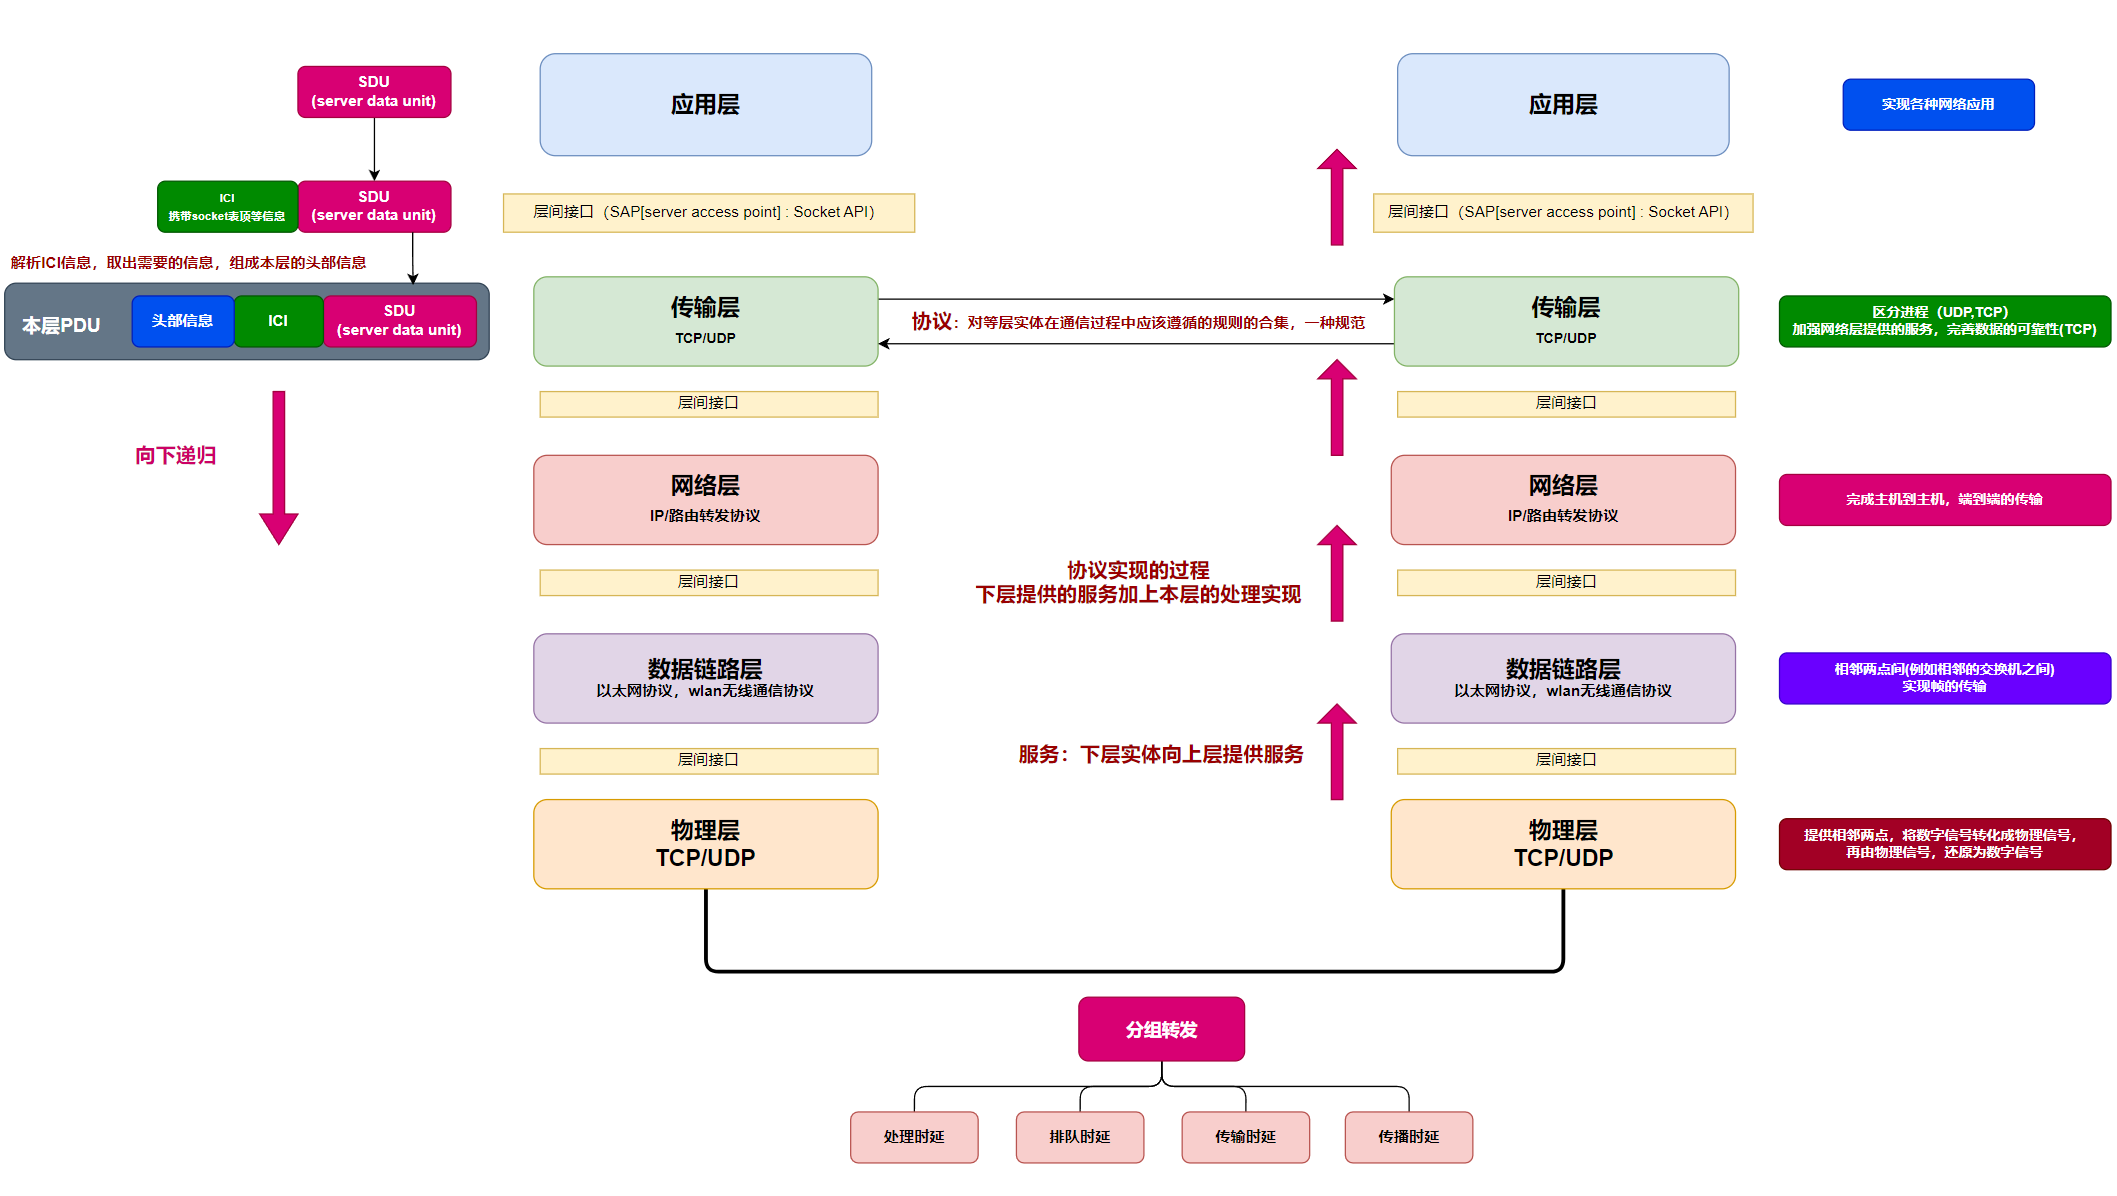 SDU
(server data unit)
应用层
应用层
实现各种网络应用
ICI
携带socket表顶等信息
SDU
(server data unit)
层间接口（SAP[server access point] : Socket API）
层间接口（SAP[server access point] : Socket API）
解析ICI信息，取出需要的信息，组成本层的头部信息
本层PDU
头部信息
ICI
SDU
(server data unit)
传输层
TCP/UDP
协议：对等层实体在通信过程中应该遵循的规则的合集，一种规范
传输层
TCP/UDP
区分进程（UDP,TCP）
加强网络层提供的服务，完善数据的可靠性(TCP)
层间接口
层间接口
向下递归
网络层
IP/路由转发协议
网络层
IP/路由转发协议
完成主机到主机，端到端的传输
协议实现的过程
下层提供的服务加上本层的处理实现
层间接口
层间接口
数据链路层
以太网协议，wlan无线通信协议
数据链路层
以太网协议，wlan无线通信协议
相邻两点间(例如相邻的交换机之间)
实现帧的传输
服务：下层实体向上层提供服务
层间接口
层间接口
物理层
TCP/UDP
物理层
TCP/UDP
提供相邻两点，将数字信号转化成物理信号，
再由物理信号，还原为数字信号
分组转发
处理时延
排队时延
传输时延
传播时延